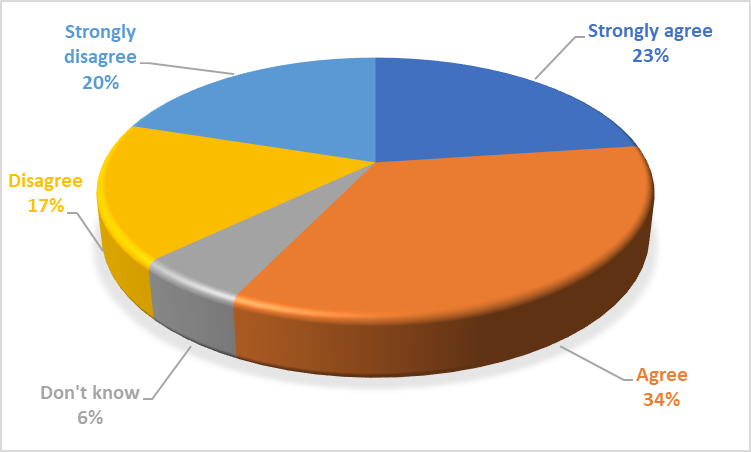 Strongly
disagree
20%
Strongly agree
23%
Disagree
17%
Don't know
6%
Agree
34%